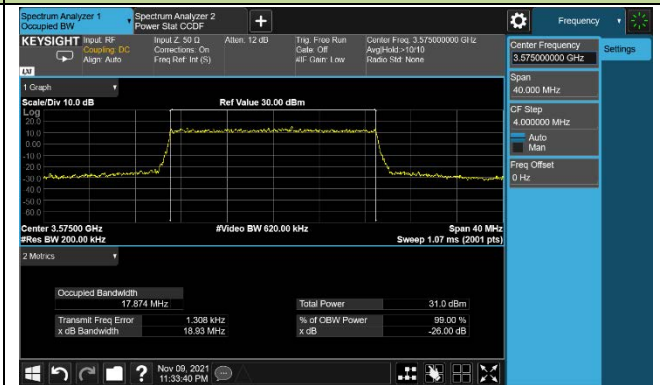 Spectrum Analyzer 1
Occupied BW
Spectrum Analyzer 2
Power Stat CCDF
+
Frequency
KEYSIGHT
Input: RF
Coupling: DC
Align: Auto
Input Z: 50 Ω
Corrections: On
Freq Ref: Int (S)
Atten: 12 dB
Trig: Free Run
Gate: Off
#IF Gain: Low
Center Freq: 3.575000000 GHz
Avg|Hold:>10/10
Radio Std: None
LXI
Center Frequency
3.575000000 GHz
Settings
Span
40.000 MHz
CF Step
4.000000 MHz
Auto
Man
Freq Offset
0 Hz
1 Graph
Scale/Div 10.0 dB
Ref Value 30.00 dBm
Log
20.0
10.0
0.00
-10.0
-20.0
-30.0
-40.0
-50.0
-60.0
Center 3.57500 GHz
#Video BW 620.00 kHz
Span 40 MHz
#Res BW 200.00 kHz
Sweep 1.07 ms (2001 pts)
2 Metrics
Occupied Bandwidth
17.874 MHz
Total Power 31.0 dBm
Transmit Freq Error 1.308 kHz
% of OBW Power 99.00 %
x dB Bandwidth 18.93 MHz
x dB -26.00 dB
?
Nov 09, 2021
11:33:40 PM